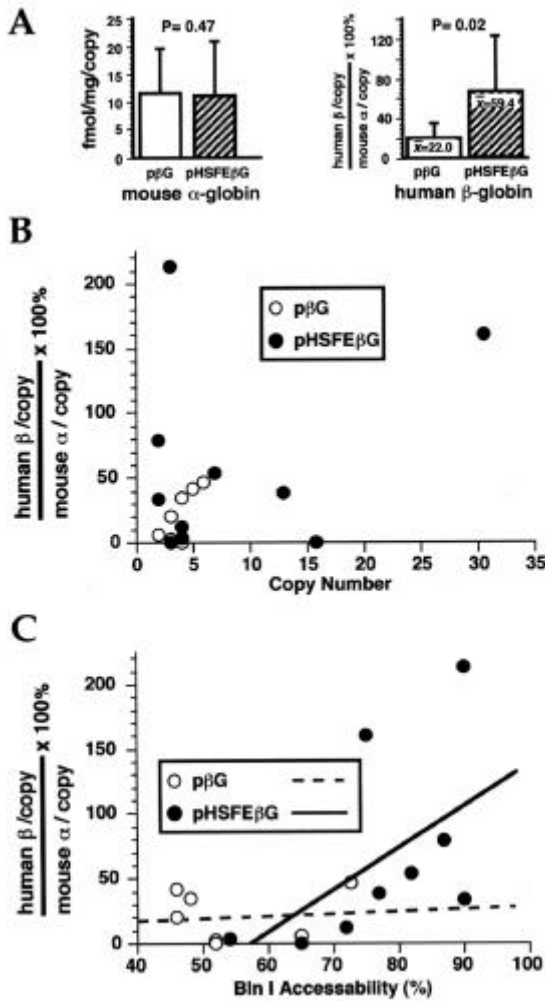 A
P= 0.47
25
20
15
10
5
0
fmol/mg/copy
pβG pHSFEβG
mouse α-globin
P= 0.02
120
80
40
0
human β /copy
mouse α / copy
x 100%
x̄=22.0
x̄=59.4
pβG pHSFEβG
human β-globin
B
200
150
100
50
0
human β /copy
mouse α / copy
x 100%
pβG
pHSFEβG
0 5 10 15 20 25 30 35
Copy Number
C
200
150
100
50
0
human β /copy
mouse α / copy
x 100%
pβG
pHSFEβG
40 50 60 70 80 90 100
Bln I Accessability (%)